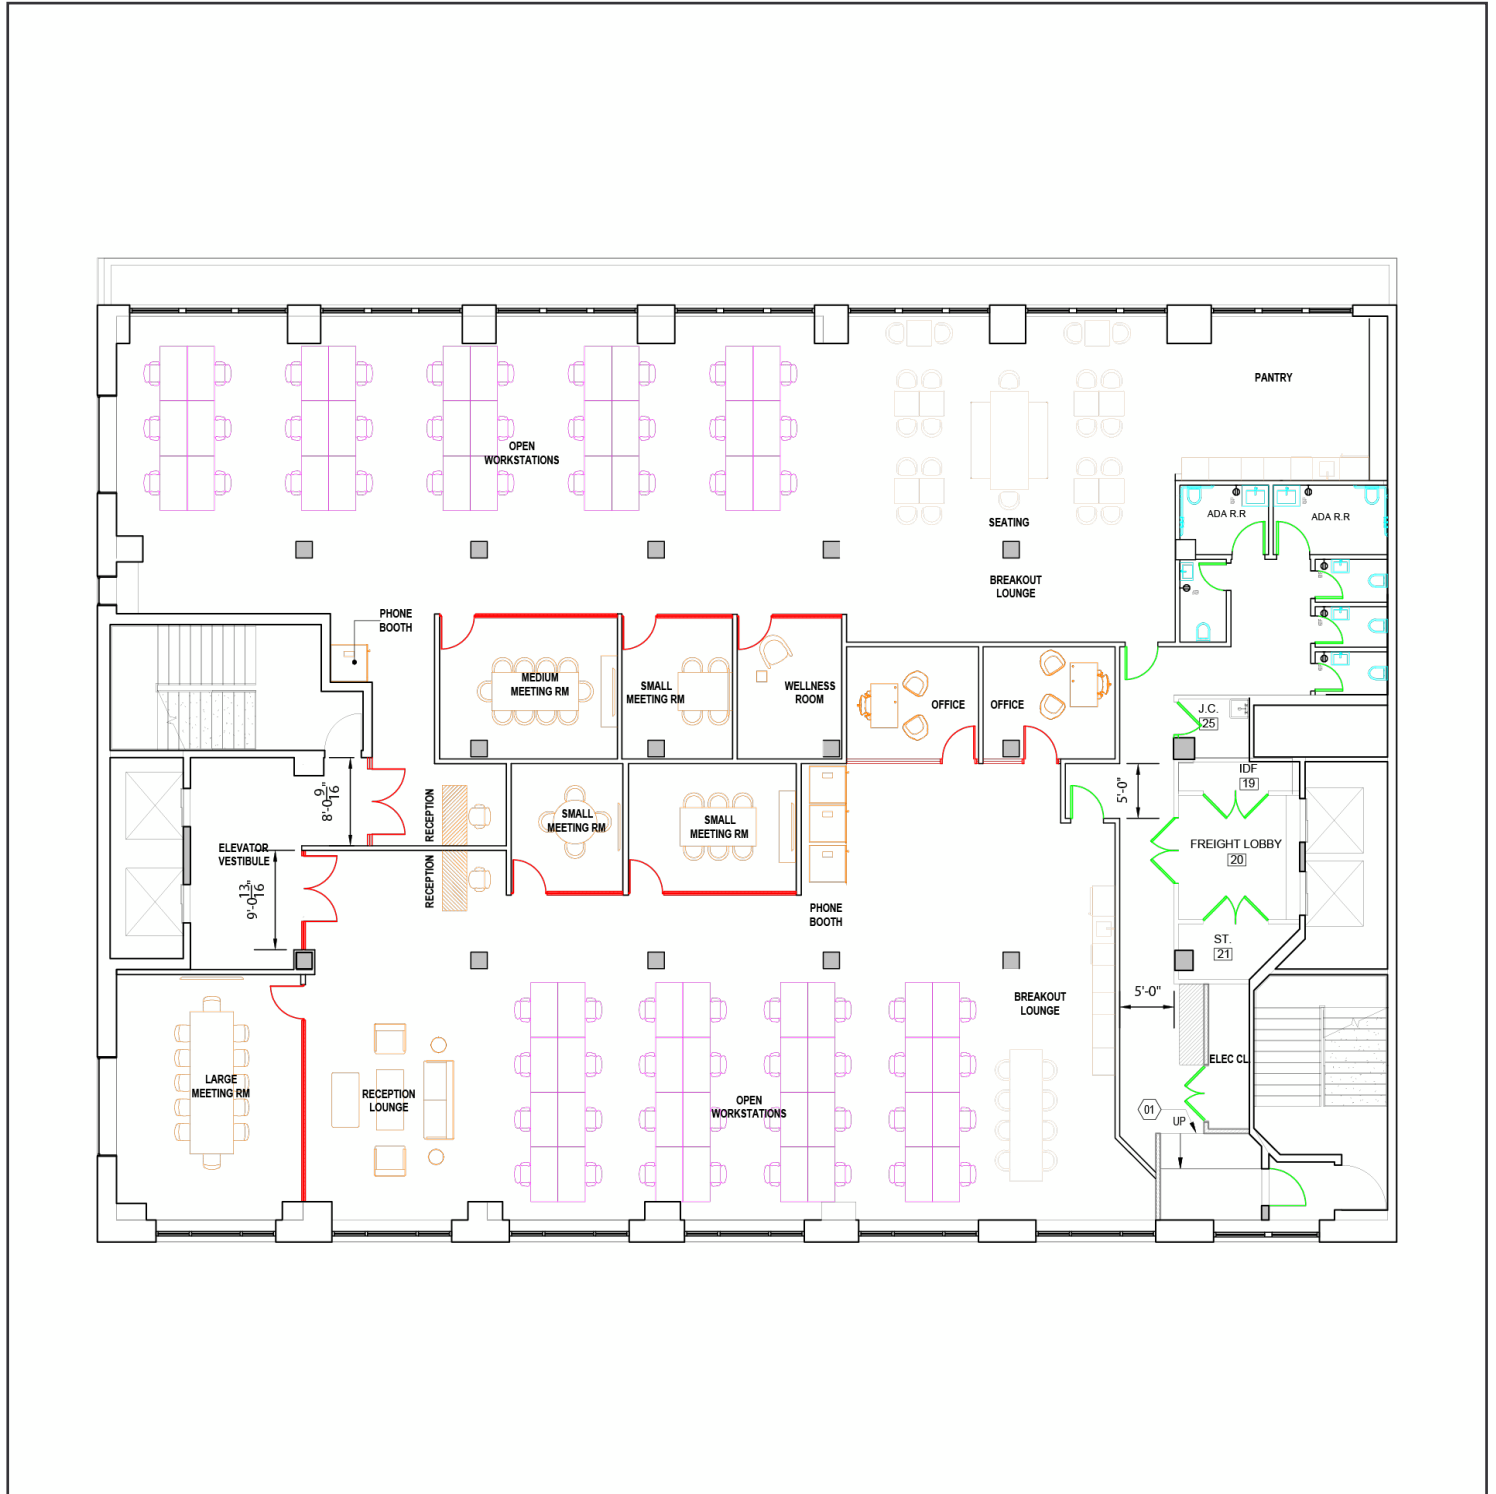 PANTRY
OPEN
WORKSTATIONS
ADA R.R
ADA R.R
SEATING
BREAKOUT
LOUNGE
PHONE
BOOTH
MEDIUM
MEETING RM
SMALL
MEETING RM
WELLNESS
ROOM
OFFICE
OFFICE
J.C.
25
IDF
19
5'-0"
8'-0 9/16"
RECEPTION
SMALL
MEETING RM
SMALL
MEETING RM
ELEVATOR
VESTIBULE
FREIGHT LOBBY
20
RECEPTION
9'-0 13/16"
PHONE
BOOTH
ST.
21
5'-0"
BREAKOUT
LOUNGE
ELEC CL
LARGE
MEETING RM
RECEPTION
LOUNGE
OPEN
WORKSTATIONS
01
UP